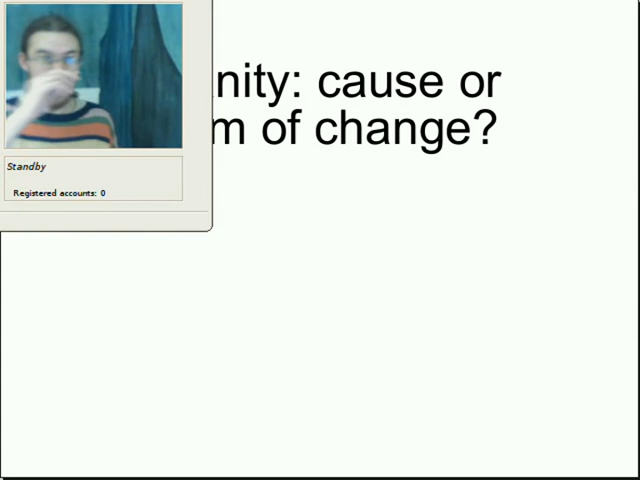 nity: cause or
m of change?
Standby
Registered accounts: 0